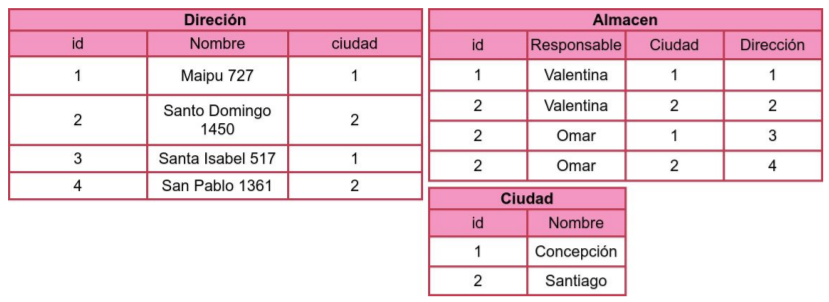 Direción
id Nombre ciudad
1 Maipu 727 1
2 Santo Domingo 1450 2
3 Santa Isabel 517 1
4 San Pablo 1361 2
Almacen
id Responsable Ciudad Dirección
1 Valentina 1 1
2 Valentina 2 2
2 Omar 1 3
2 Omar 2 4
Ciudad
id Nombre
1 Concepción
2 Santiago